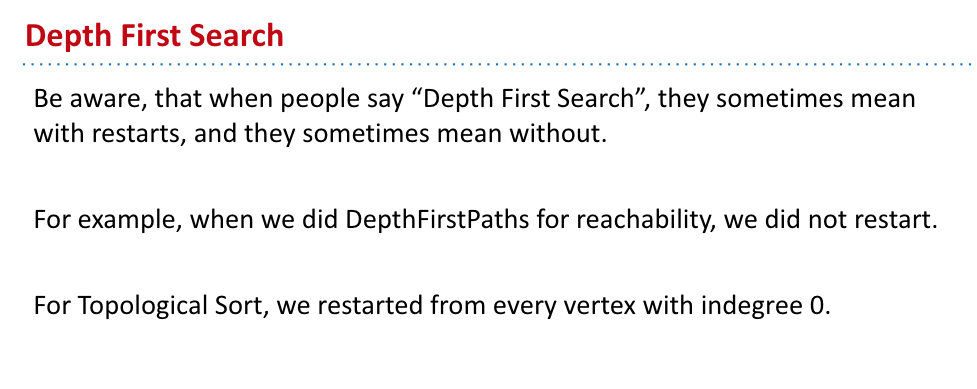 Depth First Search
Be aware, that when people say “Depth First Search”, they sometimes mean
with restarts, and they sometimes mean without.
For example, when we did DepthFirstPaths for reachability, we did not restart.
For Topological Sort, we restarted from every vertex with indegree 0.